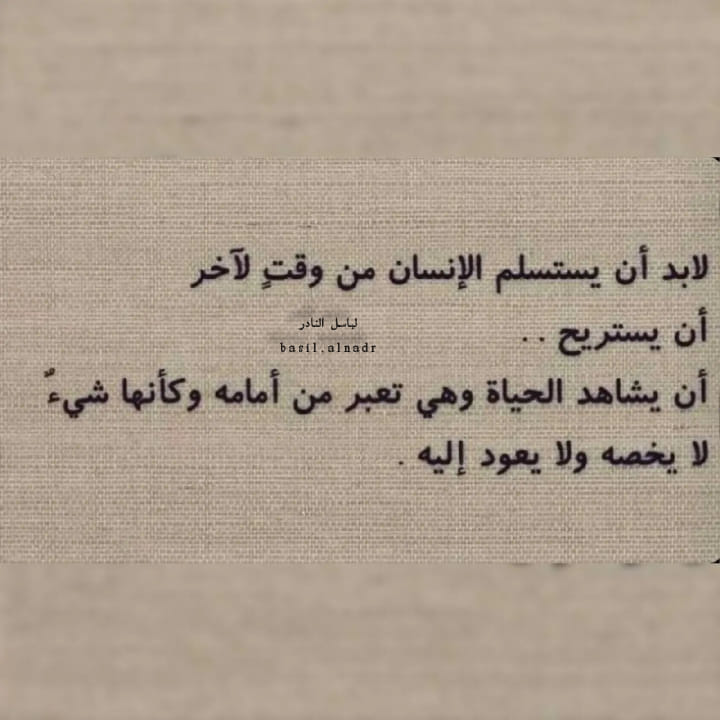 لابد أن يستسلم الإنسان من وقتٍ لآخر
لباسل النادر
basil.alnadr
أن يستريح . .
أن يشاهد الحياة وهي تعبر من أمامه وكأنها شيءٌ
لا يخصه ولا يعود إليه .